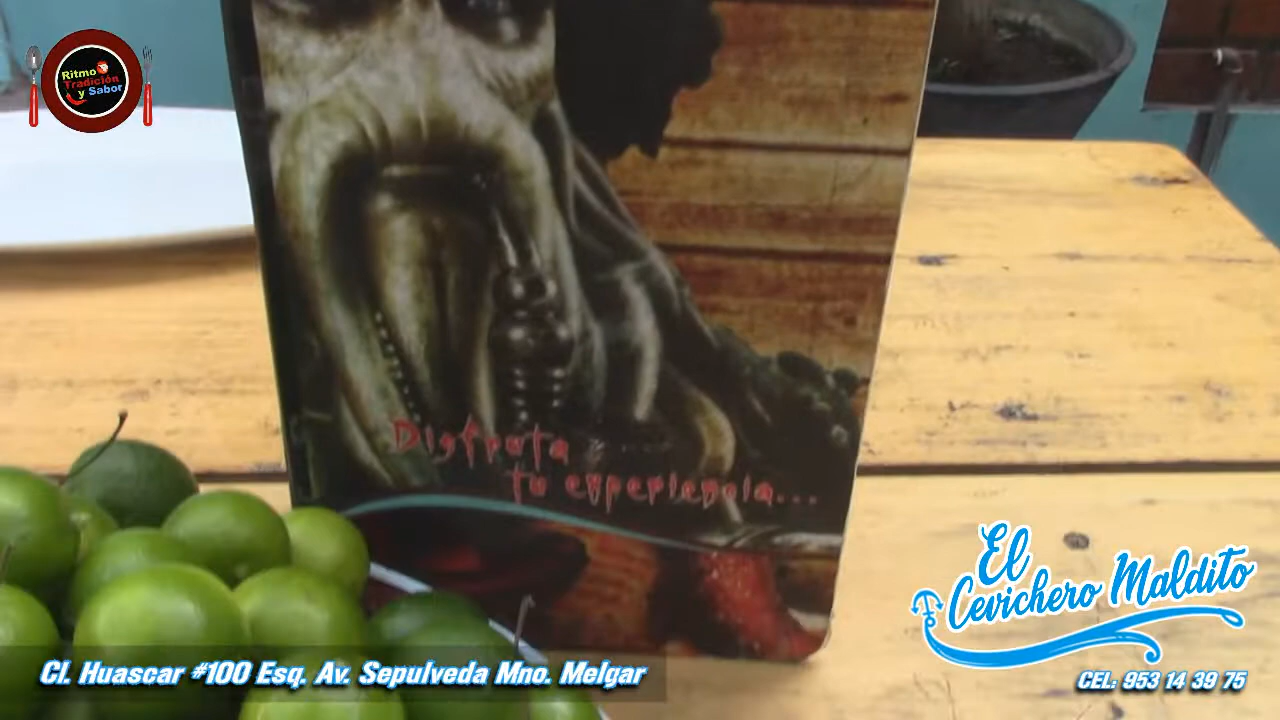 Ritmo
Tradición
y Sabor
Disfruta
tu experiencia...
El
Cevichero Maldito
Cl. Huascar #100 Esq. Av. Sepulveda Mno. Melgar
CEL: 953 14 39 75